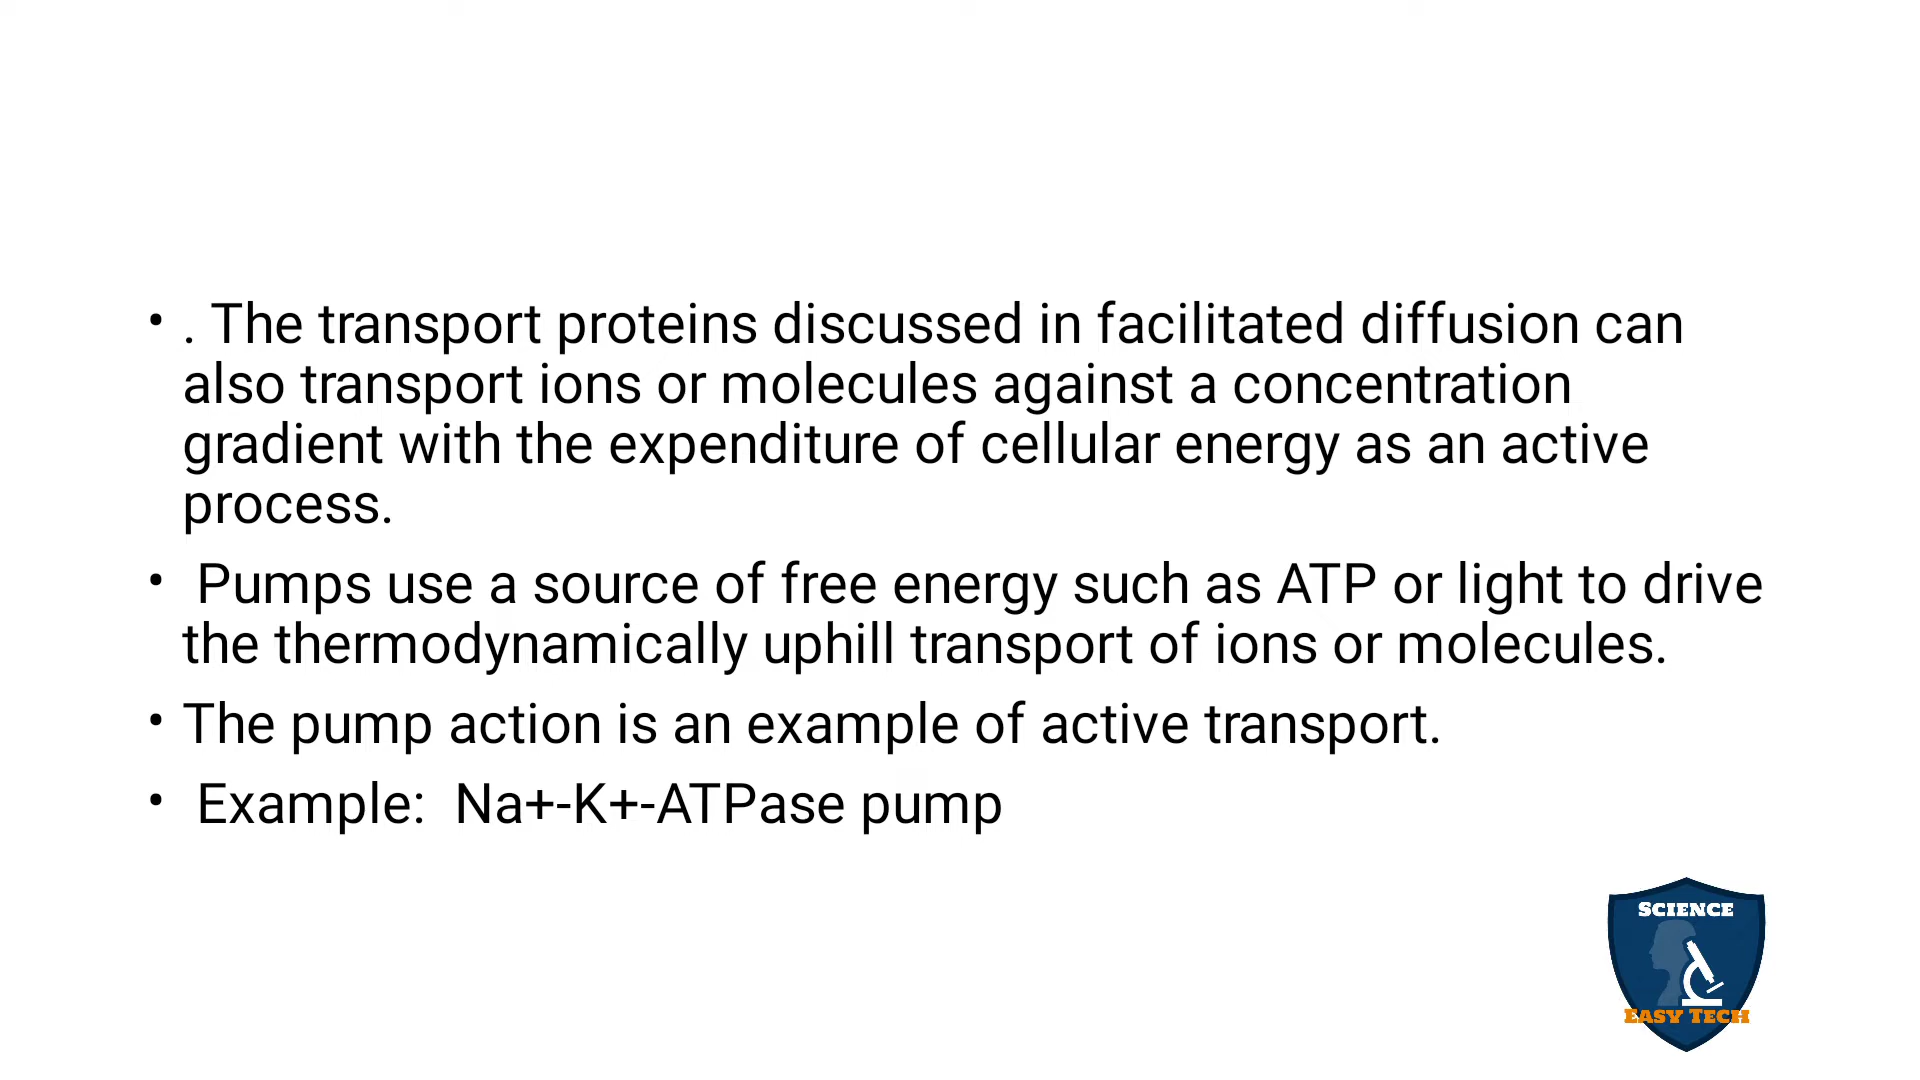 • . The transport proteins discussed in facilitated diffusion can
also transport ions or molecules against a concentration
gradient with the expenditure of cellular energy as an active
process.
• Pumps use a source of free energy such as ATP or light to drive
the thermodynamically uphill transport of ions or molecules.
• The pump action is an example of active transport.
• Example:  Na+-K+-ATPase pump
SCIENCE
EASY TECH